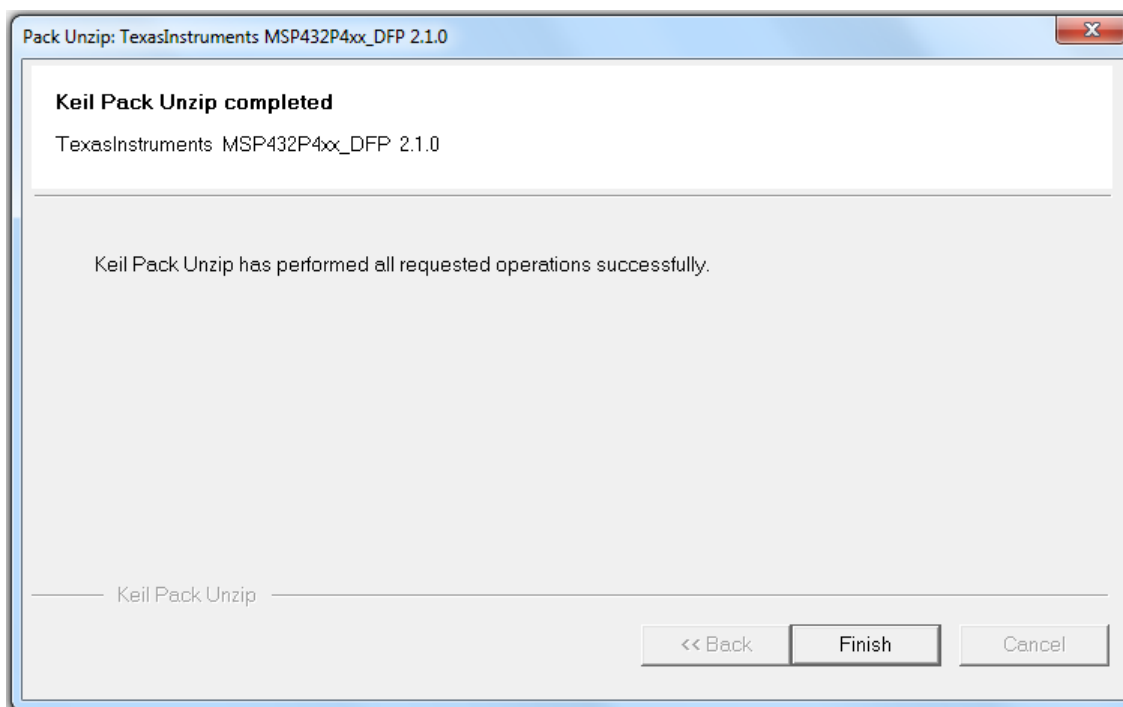 Pack Unzip: TexasInstruments MSP432P4xx_DFP 2.1.0
Keil Pack Unzip completed
TexasInstruments MSP432P4xx_DFP 2.1.0
Keil Pack Unzip has performed all requested operations successfully.
Keil Pack Unzip
<< Back Finish Cancel